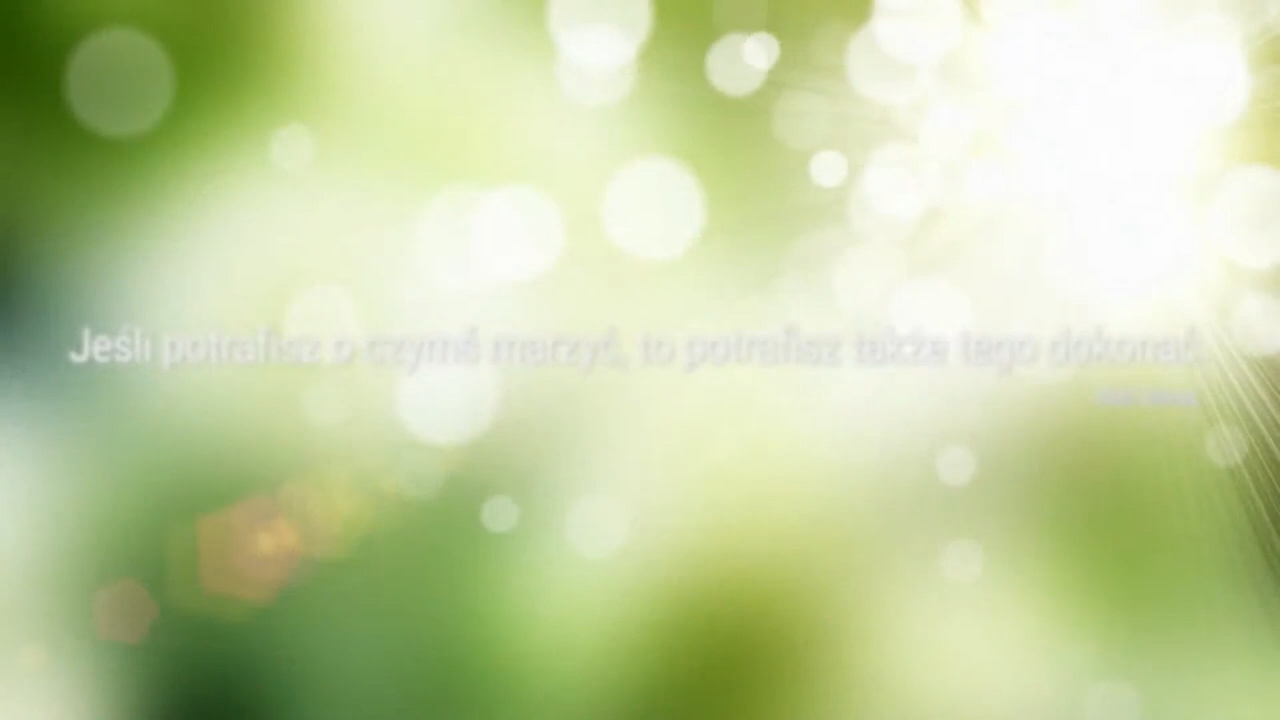 Jeśli potrafisz o czymś marzyć, to potrafisz także tego dokonać.